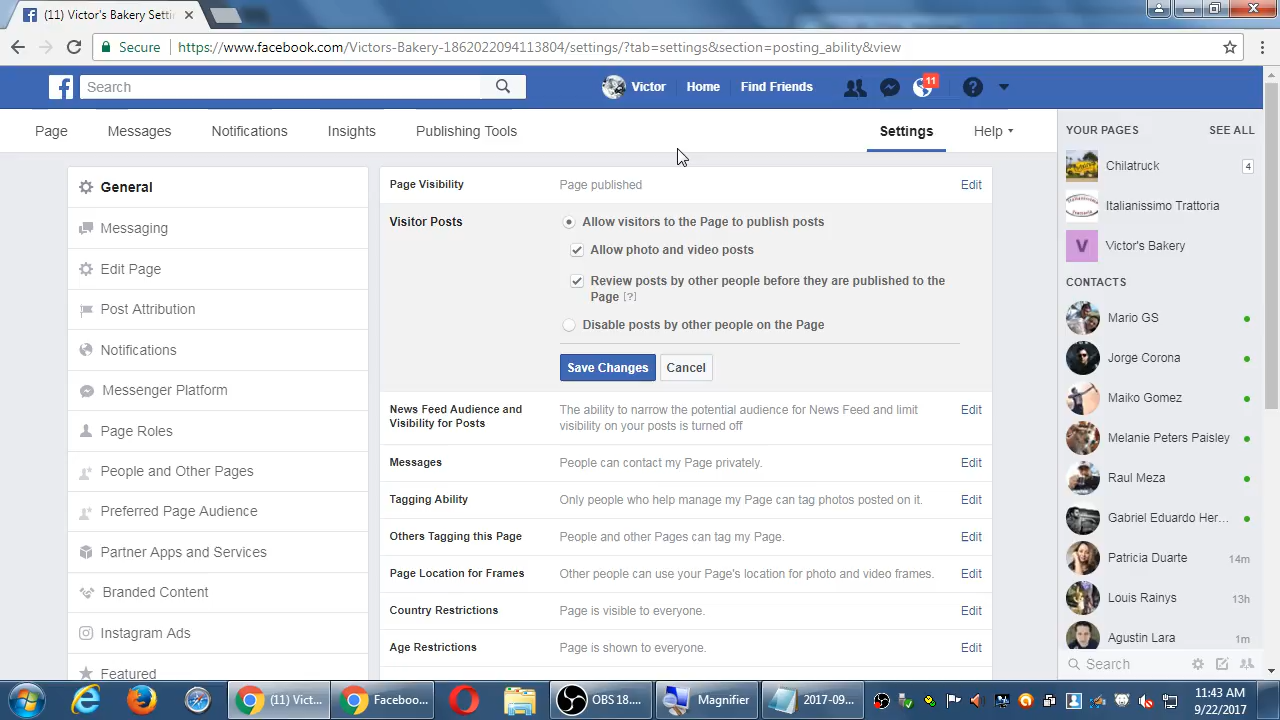 (11) Victor's Bakery Setti
Secure
https://www.facebook.com/Victors-Bakery-1862022094113804/settings/?tab=settings&section=posting_ability&view
Search
Victor
Home
Find Friends
11
Page
Messages
Notifications
Insights
Publishing Tools
Settings
Help
General
Messaging
Edit Page
Post Attribution
Notifications
Messenger Platform
Page Roles
People and Other Pages
Preferred Page Audience
Partner Apps and Services
Branded Content
Instagram Ads
Featured
Page Visibility
Page published
Edit
Visitor Posts
Allow visitors to the Page to publish posts
Allow photo and video posts
Review posts by other people before they are published to the
Page [?]
Disable posts by other people on the Page
Save Changes
Cancel
News Feed Audience and
Visibility for Posts
The ability to narrow the potential audience for News Feed and limit
visibility on your posts is turned off
Edit
Messages
People can contact my Page privately.
Edit
Tagging Ability
Only people who help manage my Page can tag photos posted on it.
Edit
Others Tagging this Page
People and other Pages can tag my Page.
Edit
Page Location for Frames
Other people can use your Page's location for photo and video frames.
Edit
Country Restrictions
Page is visible to everyone.
Edit
Age Restrictions
Page is shown to everyone.
Edit
YOUR PAGES
SEE ALL
Chilatruck
4
Italianissimo Trattoria
V
Victor's Bakery
CONTACTS
Mario GS
Jorge Corona
Maiko Gomez
Melanie Peters Paisley
Raul Meza
Gabriel Eduardo Her...
Patricia Duarte
14m
Louis Rainys
13h
Agustin Lara
1m
Search
(11) Vict...
Faceboo...
OBS 18....
Magnifier
2017-09...
11:43 AM
9/22/2017